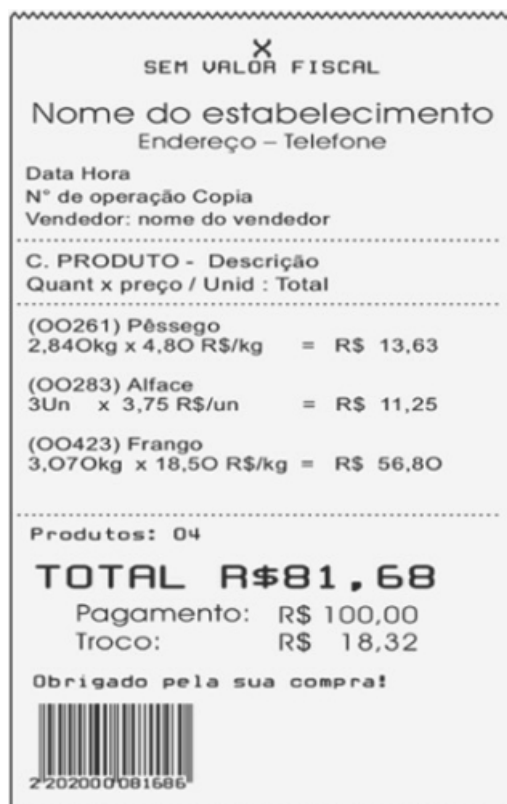 X
SEM VALOR FISCAL
Nome do estabelecimento
Endereço – Telefone
Data Hora
N° de operação Copia
Vendedor: nome do vendedor
C. PRODUTO - Descrição
Quant x preço / Unid : Total
(00261) Pêssego
2,840kg x 4,80 R$/kg = R$ 13,63
(00283) Alface
3Un x 3,75 R$/un = R$ 11,25
(00423) Frango
3,070kg x 18,50 R$/kg = R$ 56,80
Produtos: 04
TOTAL R$81,68
Pagamento: R$ 100,00
Troco: R$ 18,32
Obrigado pela sua compra!
2 202000 081686